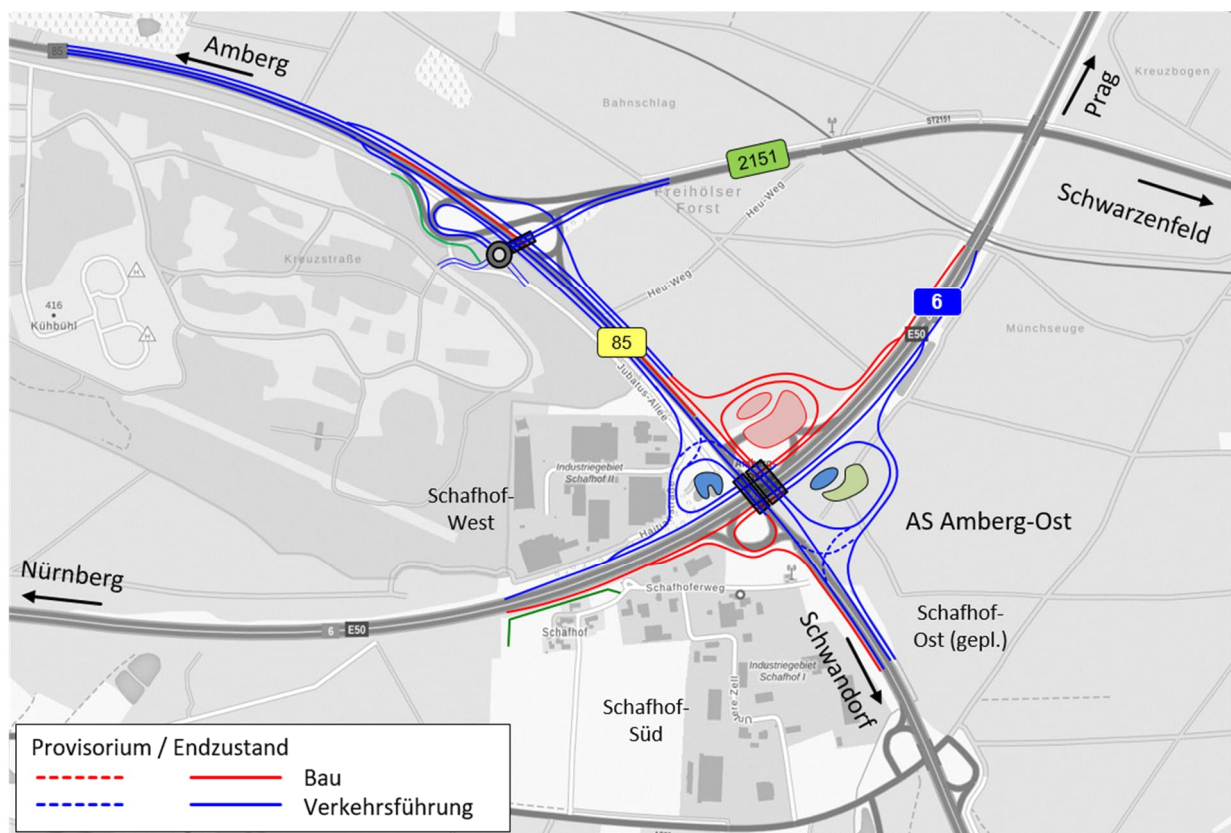 Amberg
85
Prag
Kreuzbogen
Bahnschlag
ST2151
2151
Freihölser
Forst
Heu-Weg
Schwarzenfeld
Kreuzstraße
Heu-Weg
6
E50
416
Kühbühl
H
H
Münchseuge
85
Jubatus-Allee
Industriegebiet
Schafhof II
Schafhof-
West
AS Amberg-Ost
Nürnberg
Schafhoferweg
Schafhof-
Ost (gepl.)
6
E50
Schafhof
Schwandorf
Industriegebiet
Schafhof I
Schafhof-
Süd
Provisorium / Endzustand
Bau
Verkehrsführung